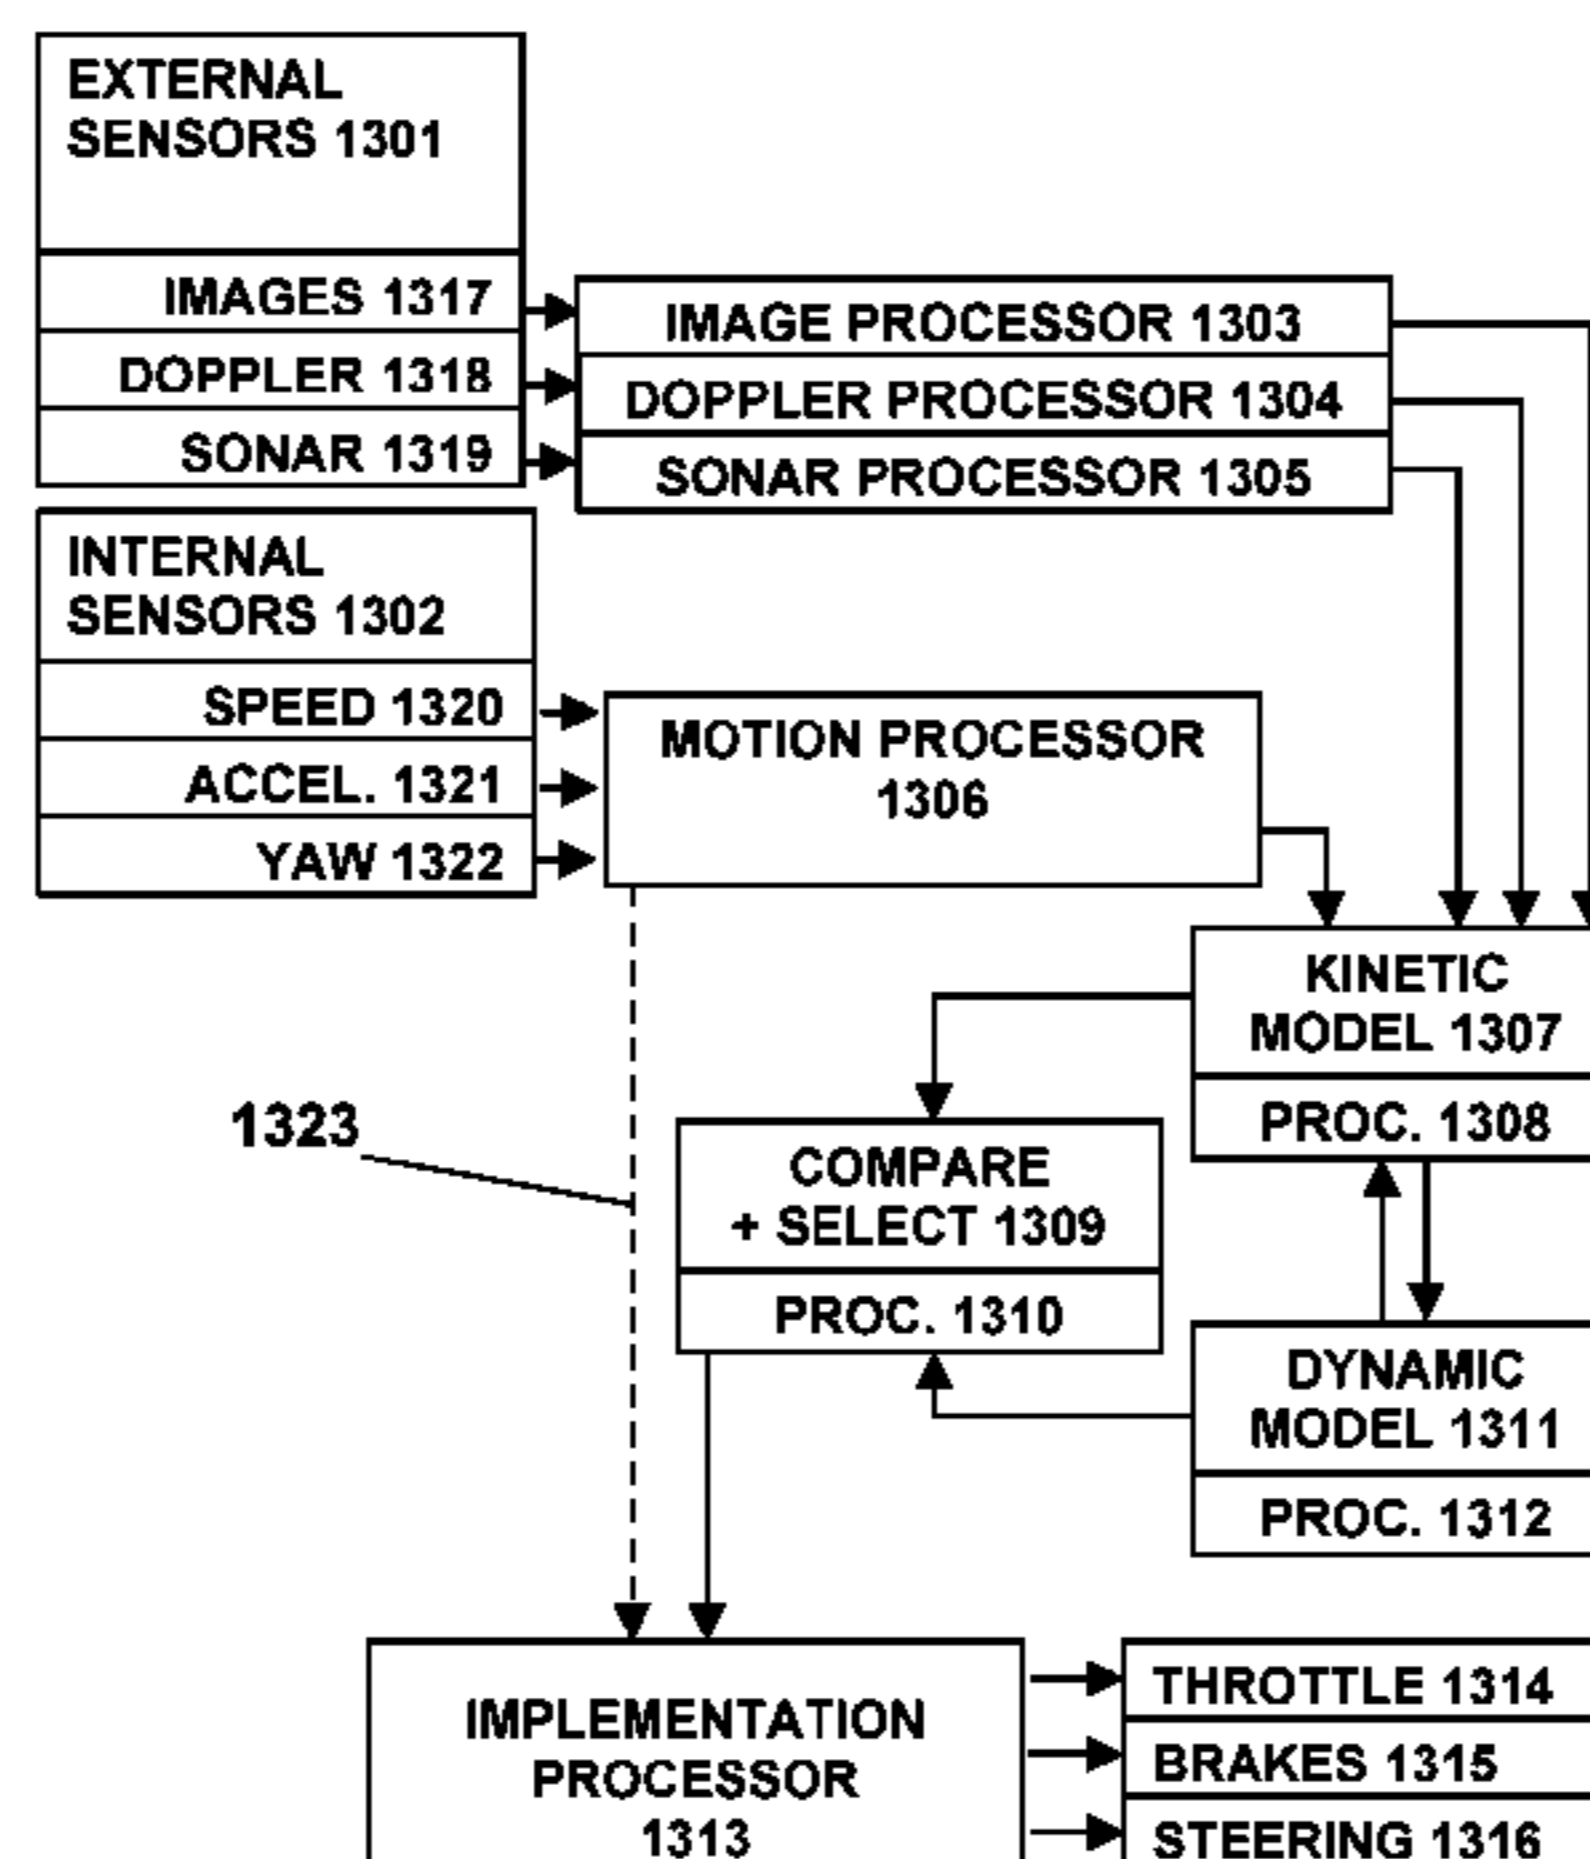 EXTERNAL
SENSORS 1301
IMAGES 1317
DOPPLER 1318
SONAR 1319
IMAGE PROCESSOR 1303
DOPPLER PROCESSOR 1304
SONAR PROCESSOR 1305
INTERNAL
SENSORS 1302
SPEED 1320
ACCEL. 1321
YAW 1322
MOTION PROCESSOR
1306
KINETIC
MODEL 1307
PROC. 1308
1323
COMPARE
+ SELECT 1309
PROC. 1310
DYNAMIC
MODEL 1311
PROC. 1312
IMPLEMENTATION
PROCESSOR
1313
THROTTLE 1314
BRAKES 1315
STEERING 1316